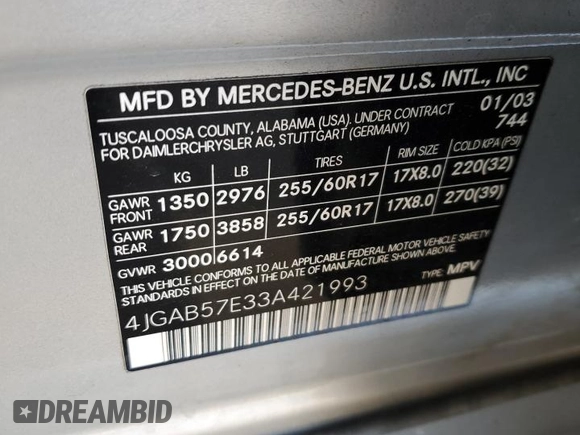 MFD BY MERCEDES-BENZ U.S. INTL., INC
TUSCALOOSA COUNTY, ALABAMA (USA). UNDER CONTRACT 01/03
FOR DAIMLERCHRYSLER AG, STUTTGART (GERMANY) 744
KG LB TIRES RIM SIZE COLD KPA (PSI)
GAWR FRONT 1350 2976 255/60R17 17X8.0 220(32)
GAWR REAR 1750 3858 255/60R17 17X8.0 270(39)
GVWR 3000 6614
THIS VEHICLE CONFORMS TO ALL APPLICABLE FEDERAL MOTOR VEHICLE SAFETY
STANDARDS IN EFFECT ON THE DATE OF MANUFACTURE SHOWN ABOVE.
4JGAB57E33A421993 TYPE: MPV
DREAMBID